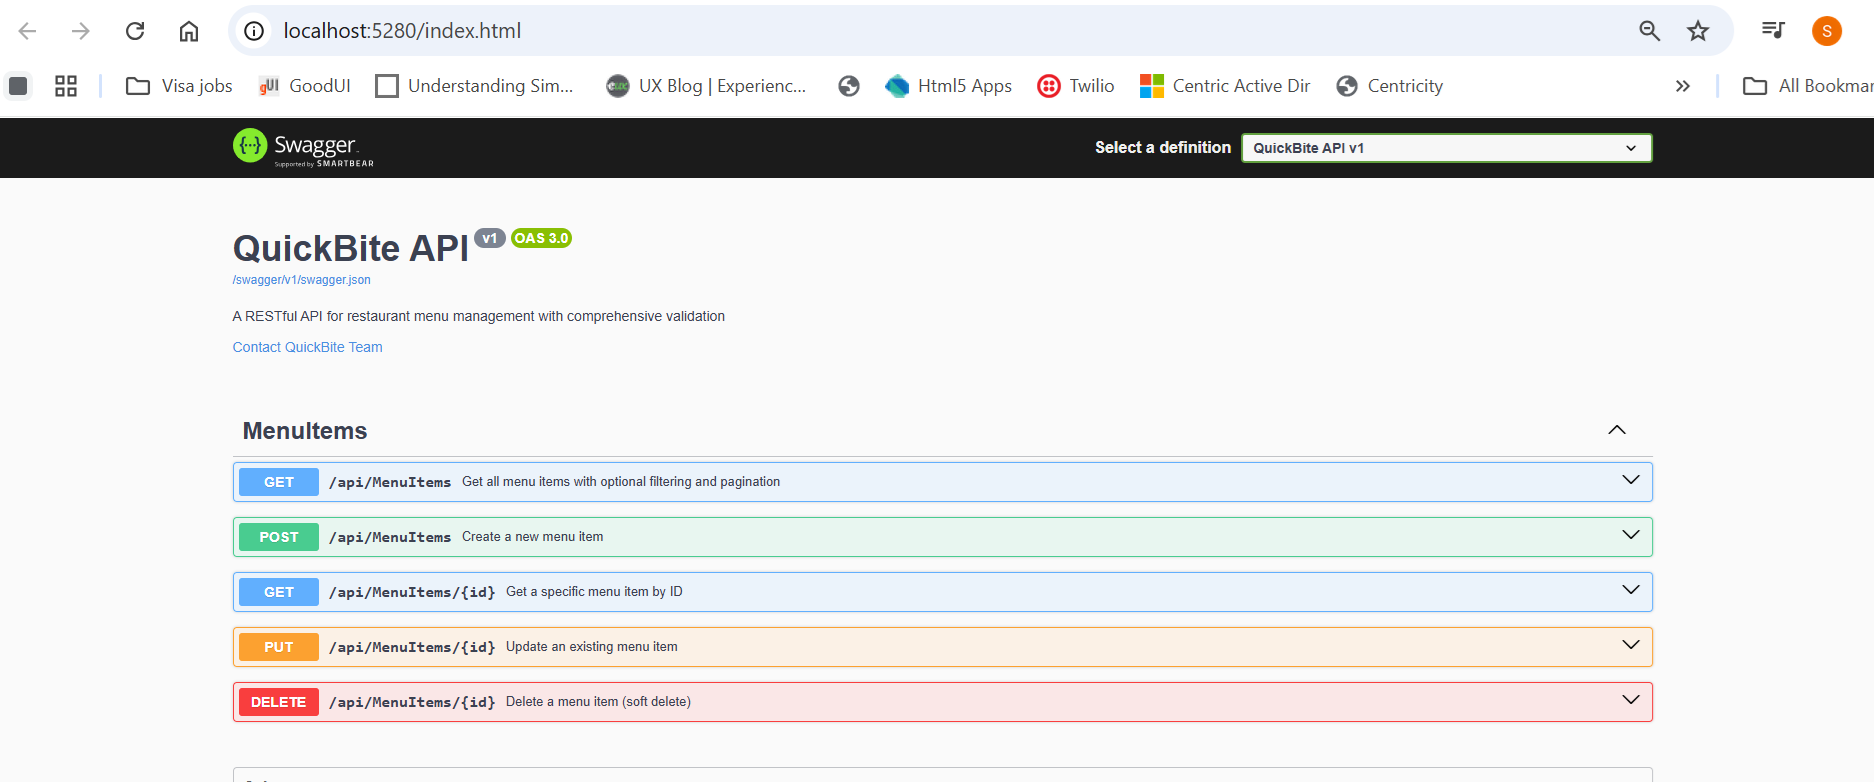 localhost:5280/index.html
S
Visa jobs
gUI GoodUI
Understanding Sim...
UX Blog | Experienc...
Html5 Apps
Twilio
Centric Active Dir
Centricity
All Bookmar
Swagger
Supported by SMARTBEAR
Select a definition
QuickBite API v1
QuickBite API v1 OAS 3.0
/swagger/v1/swagger.json
A RESTful API for restaurant menu management with comprehensive validation
Contact QuickBite Team
MenuItems
GET /api/MenuItems Get all menu items with optional filtering and pagination
POST /api/MenuItems Create a new menu item
GET /api/MenuItems/{id} Get a specific menu item by ID
PUT /api/MenuItems/{id} Update an existing menu item
DELETE /api/MenuItems/{id} Delete a menu item (soft delete)